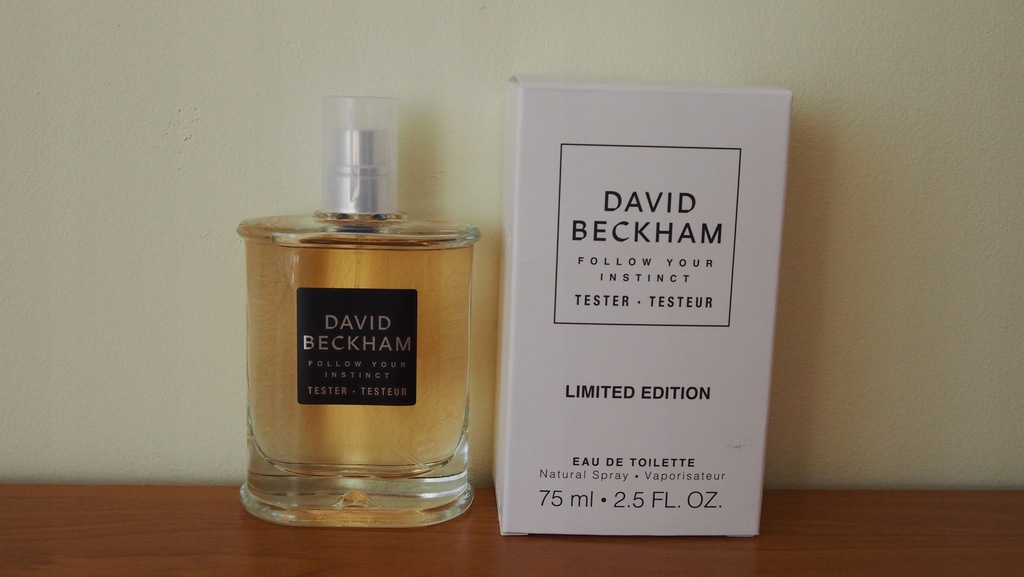 DAVID
BECKHAM
FOLLOW YOUR
INSTINCT
TESTER · TESTEUR
DAVID
BECKHAM
FOLLOW YOUR
INSTINCT
TESTER · TESTEUR
LIMITED EDITION
EAU DE TOILETTE
Natural Spray • Vaporisateur
75 ml • 2.5 FL. OZ.